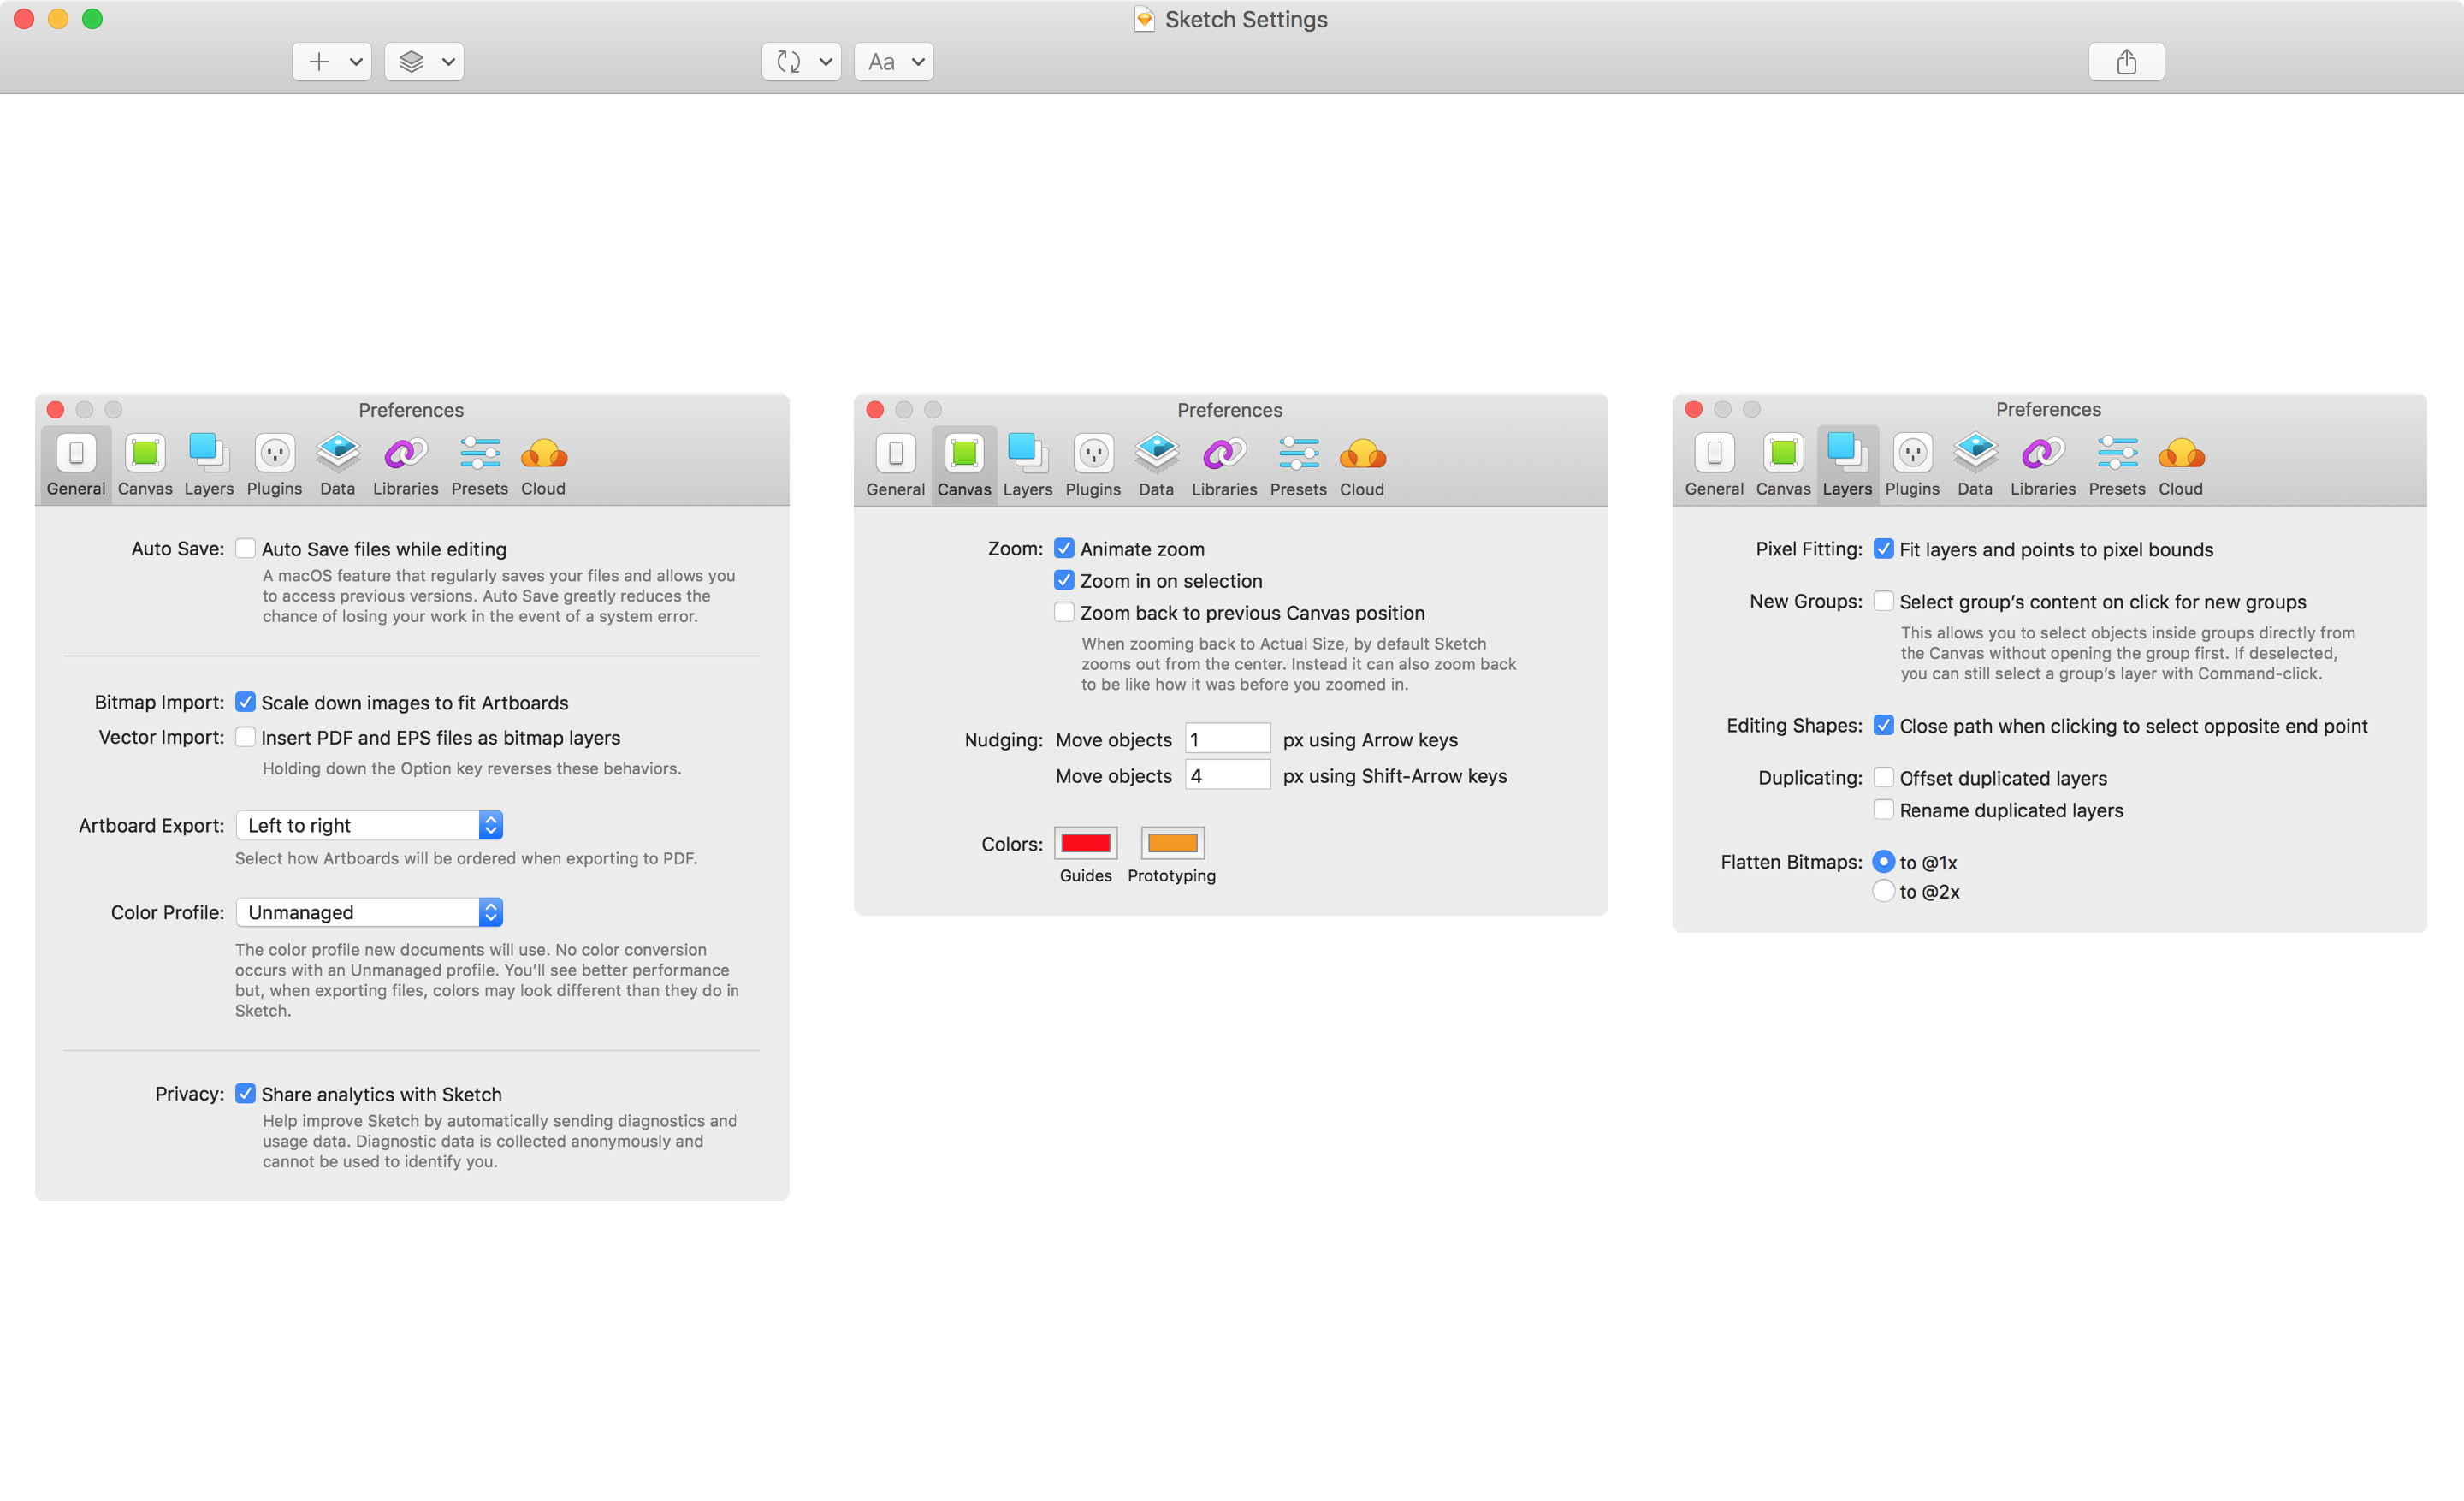 Sketch Settings
Aa
Preferences
General Canvas Layers Plugins Data Libraries Presets Cloud
Auto Save: Auto Save files while editing
A macOS feature that regularly saves your files and allows you
to access previous versions. Auto Save greatly reduces the
chance of losing your work in the event of a system error.
Bitmap Import: Scale down images to fit Artboards
Vector Import: Insert PDF and EPS files as bitmap layers
Holding down the Option key reverses these behaviors.
Artboard Export: Left to right
Select how Artboards will be ordered when exporting to PDF.
Color Profile: Unmanaged
The color profile new documents will use. No color conversion
occurs with an Unmanaged profile. You’ll see better performance
but, when exporting files, colors may look different than they do in
Sketch.
Privacy: Share analytics with Sketch
Help improve Sketch by automatically sending diagnostics and
usage data. Diagnostic data is collected anonymously and
cannot be used to identify you.
Preferences
General Canvas Layers Plugins Data Libraries Presets Cloud
Zoom: Animate zoom
Zoom in on selection
Zoom back to previous Canvas position
When zooming back to Actual Size, by default Sketch
zooms out from the center. Instead it can also zoom back
to be like how it was before you zoomed in.
Nudging: Move objects 1 px using Arrow keys
Move objects 4 px using Shift-Arrow keys
Colors:
Guides Prototyping
Preferences
General Canvas Layers Plugins Data Libraries Presets Cloud
Pixel Fitting: Fit layers and points to pixel bounds
New Groups: Select group’s content on click for new groups
This allows you to select objects inside groups directly from
the Canvas without opening the group first. If deselected,
you can still select a group’s layer with Command-click.
Editing Shapes: Close path when clicking to select opposite end point
Duplicating: Offset duplicated layers
Rename duplicated layers
Flatten Bitmaps: to @1x
to @2x